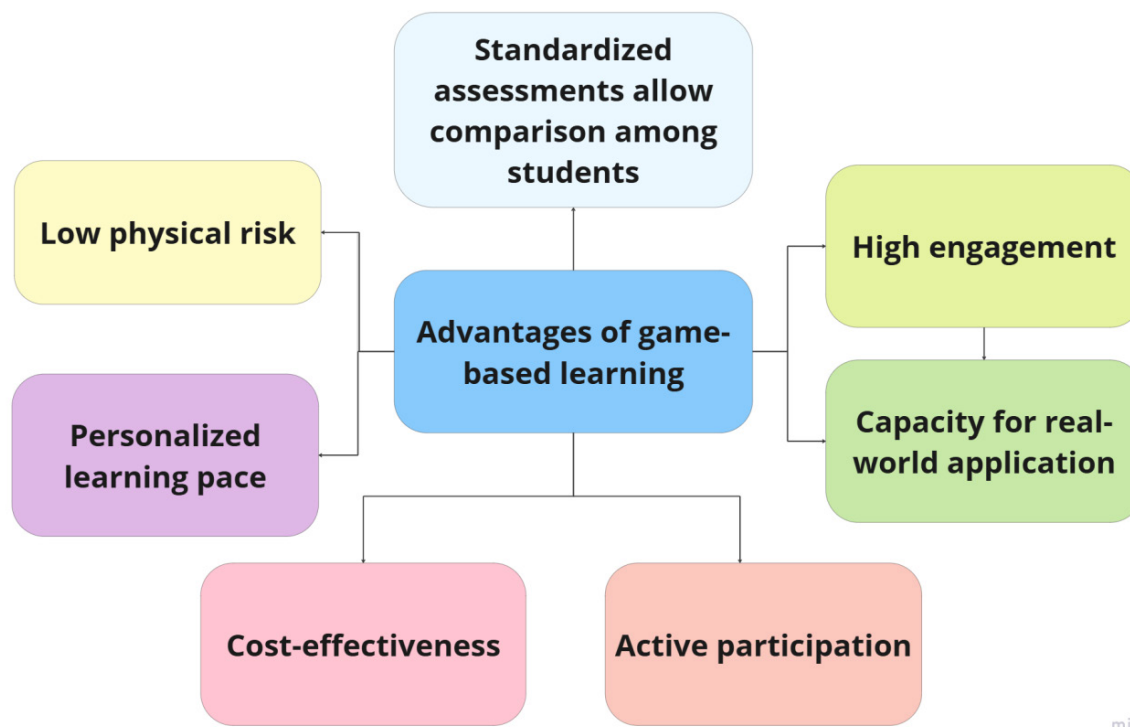 Standardized
assessments allow
comparison among
students
Low physical risk
High engagement
Advantages of game-
based learning
Personalized
learning pace
Capacity for real-
world application
Cost-effectiveness
Active participation